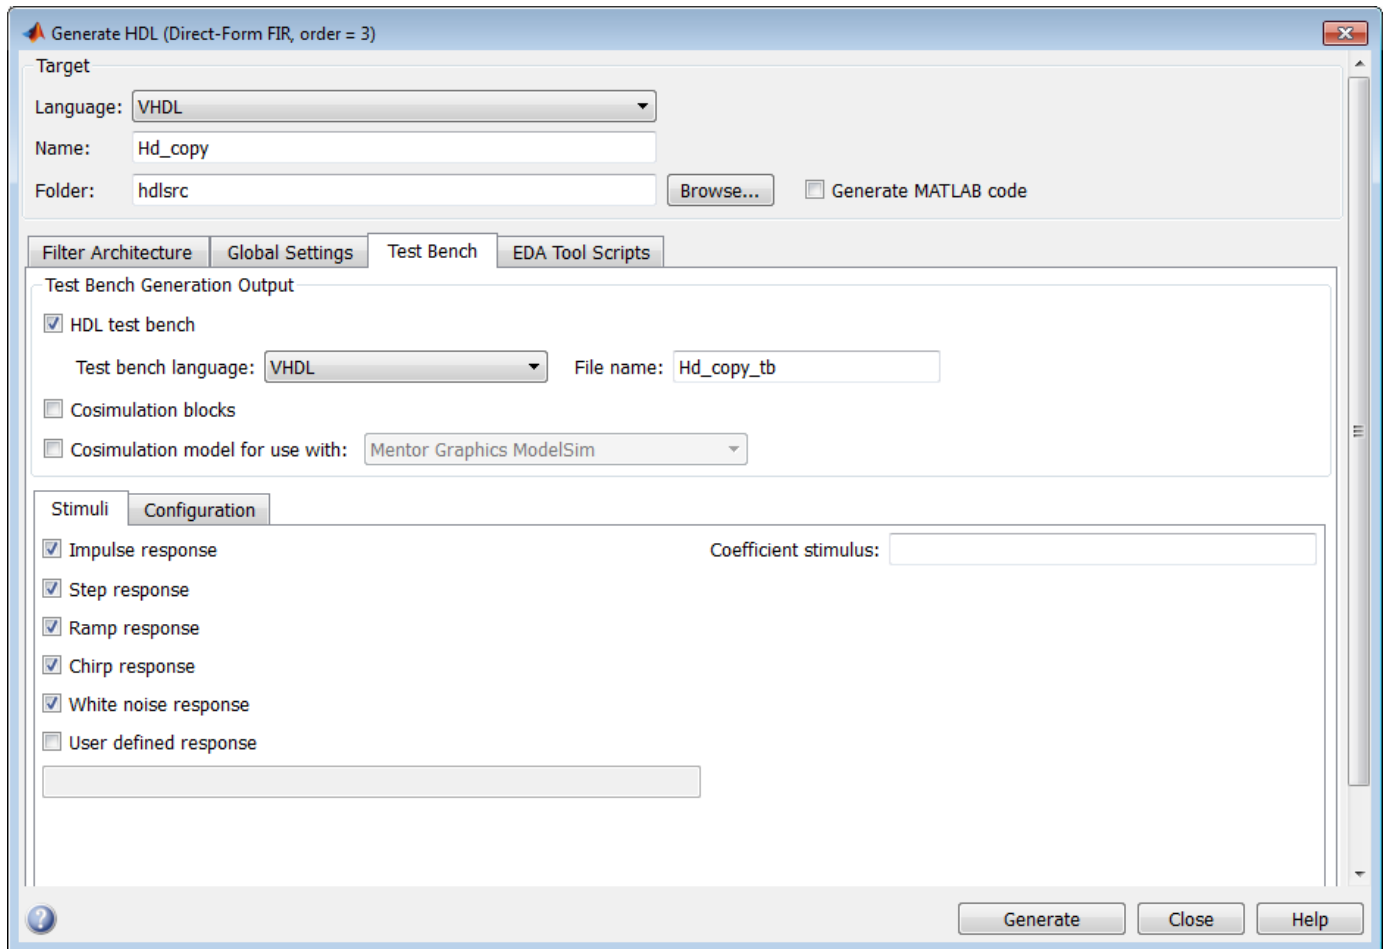 Generate HDL (Direct-Form FIR, order = 3)
Target
Language: VHDL
Name: Hd_copy
Folder: hdlsrc Browse... Generate MATLAB code
Filter Architecture Global Settings Test Bench EDA Tool Scripts
Test Bench Generation Output
HDL test bench
Test bench language: VHDL File name: Hd_copy_tb
Cosimulation blocks
Cosimulation model for use with: Mentor Graphics ModelSim
Stimuli Configuration
Impulse response Coefficient stimulus:
Step response
Ramp response
Chirp response
White noise response
User defined response
Generate Close Help